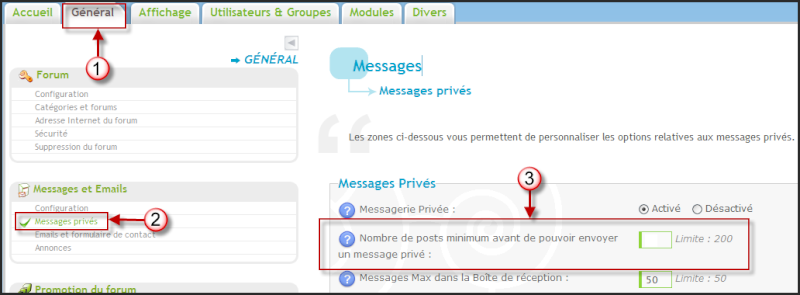 Accueil Général Affichage Utilisateurs & Groupes Modules Divers
1
GÉNÉRAL
Forum
Configuration
Catégories et forums
Adresse Internet du forum
Sécurité
Suppression du forum
Messages et Emails
Configuration
Messages privés
2
Emails et formulaire de contact
Annonces
Promotion du forum
Messages
Messages privés
Les zones ci-dessous vous permettent de personnaliser les options relatives aux messages privés.
3
Messages Privés
? Messagerie Privée : Activé Désactivé
? Nombre de posts minimum avant de pouvoir envoyer
un message privé : Limite : 200
? Messages Max dans la Boîte de réception : 50 Limite : 50